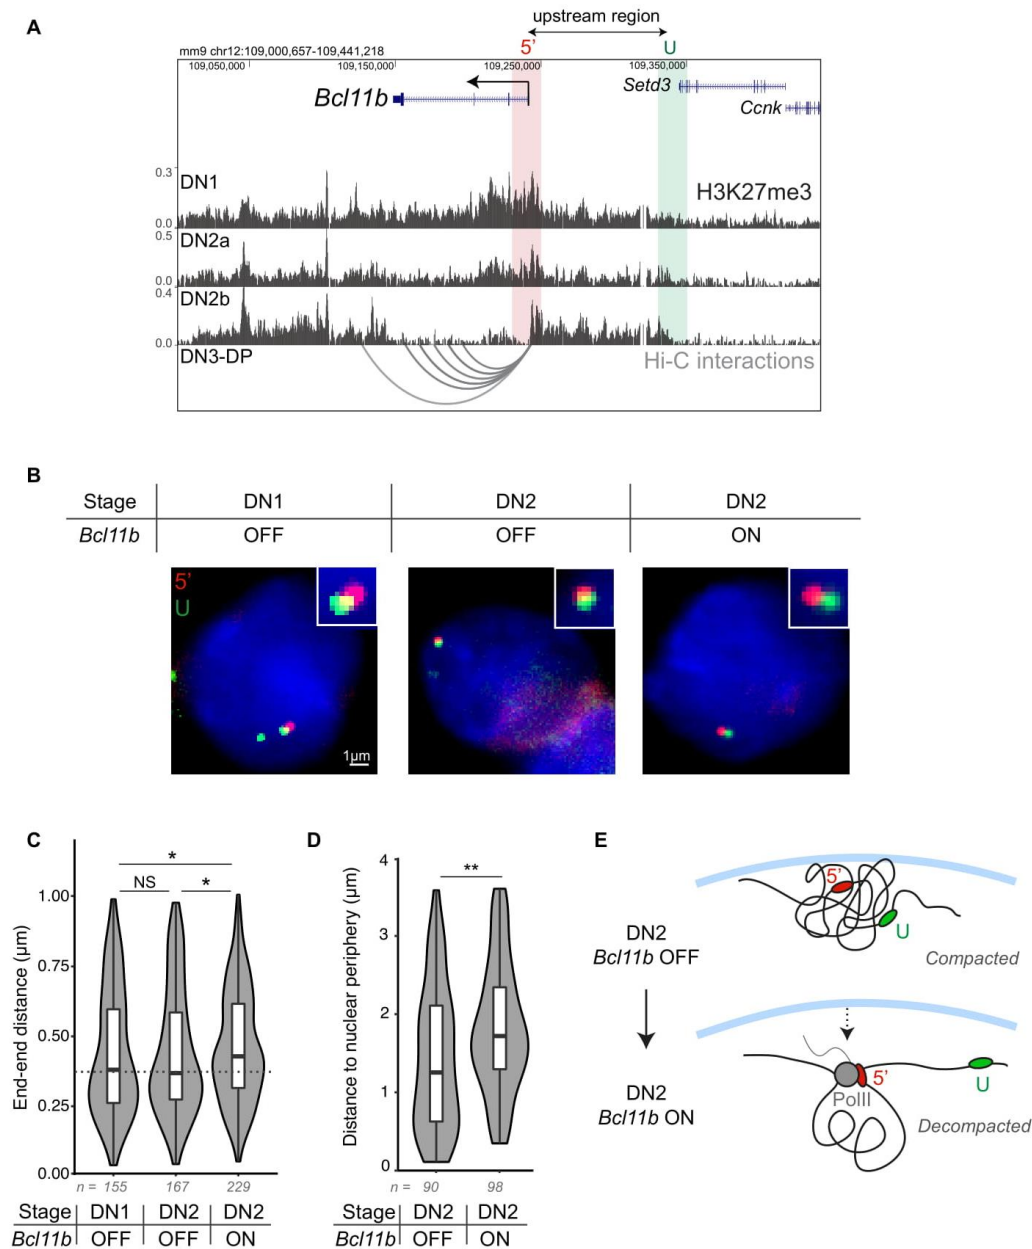 A
upstream region
mm9 chr12:109,000,657-109,441,218
5’
U
109,050,000
109,150,000
109,250,000
109,350,000
Bcl11b
Setd3
Ccnk
0.3
DN1
H3K27me3
0.0
0.5
DN2a
0.0
0.4
DN2b
0.0
DN3-DP
Hi-C interactions
B
Stage DN1 DN2 DN2
Bcl11b OFF OFF ON
5’
U
1µm
C
*
NS
*
End-end distance (µm)
1.00
0.75
0.50
0.25
0.00
n = 155 167 229
Stage DN1 DN2 DN2
Bcl11b OFF OFF ON
D
**
Distance to nuclear periphery (µm)
4
3
2
1
0
n = 90 98
Stage DN2 DN2
Bcl11b OFF ON
E
5’
U
DN2
Bcl11b OFF
Compacted
DN2
Bcl11b ON
5’
PolII
U
Decompacted